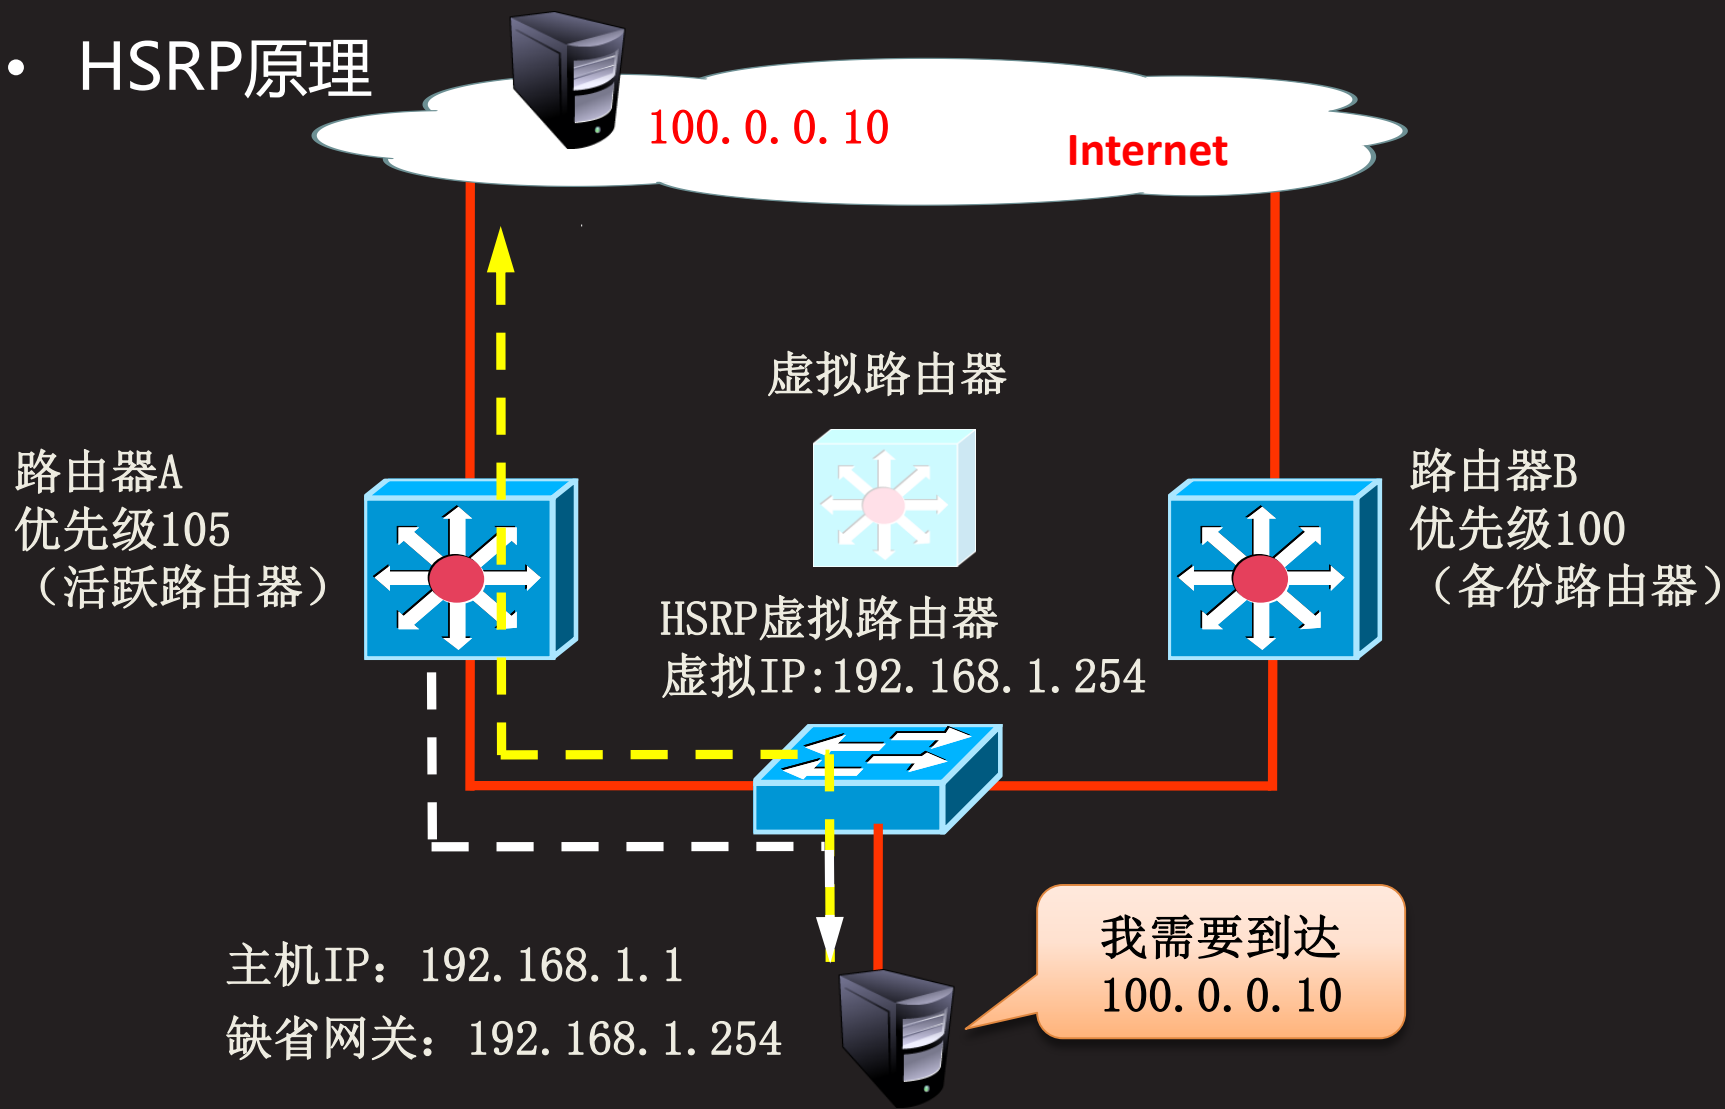 • HSRP原理
100.0.0.10
Internet
虚拟路由器
路由器A
优先级105
（活跃路由器）
路由器B
优先级100
（备份路由器）
HSRP虚拟路由器
虚拟IP:192.168.1.254
我需要到达
100.0.0.10
主机IP：192.168.1.1
缺省网关：192.168.1.254